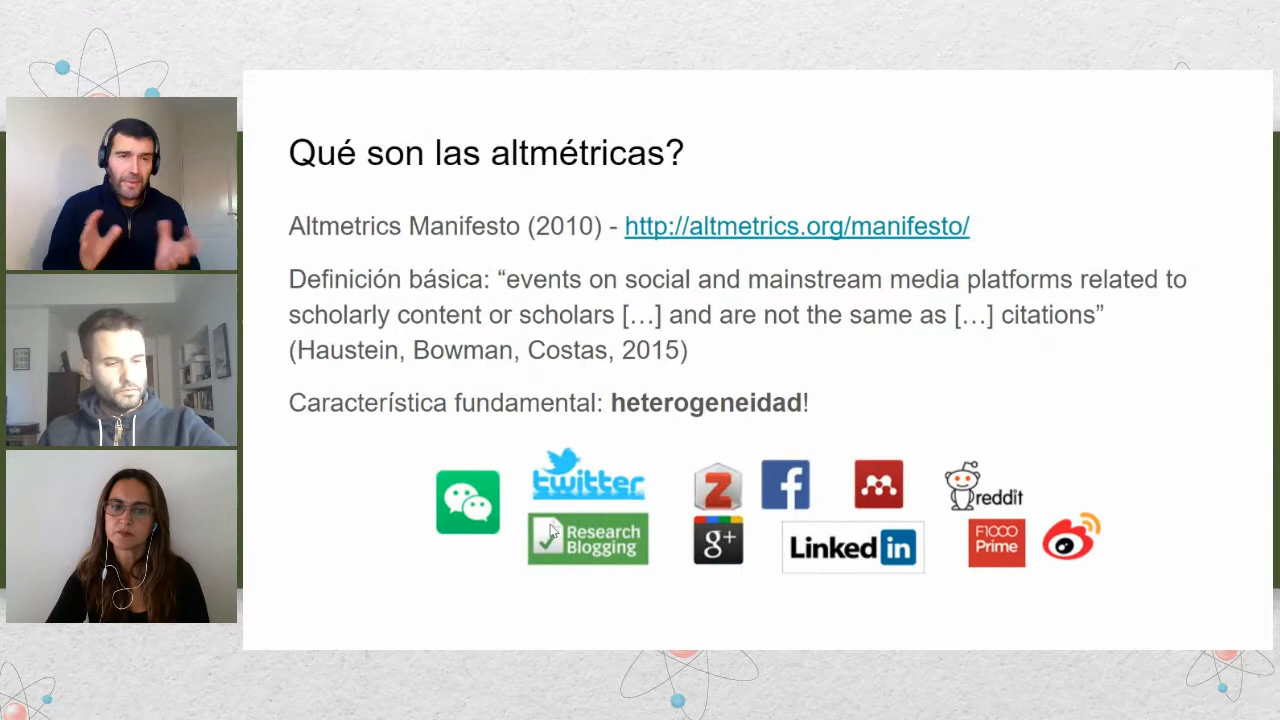 Qué son las altmétricas?
Altmetrics Manifesto (2010) - http://altmetrics.org/manifesto/
Definición básica: “events on social and mainstream media platforms related to
scholarly content or scholars […] and are not the same as […] citations”
(Haustein, Bowman, Costas, 2015)
Característica fundamental: heterogeneidad!
twitter
Z
f
reddit
Research
Blogging
g+
Linked in
F1000
Prime